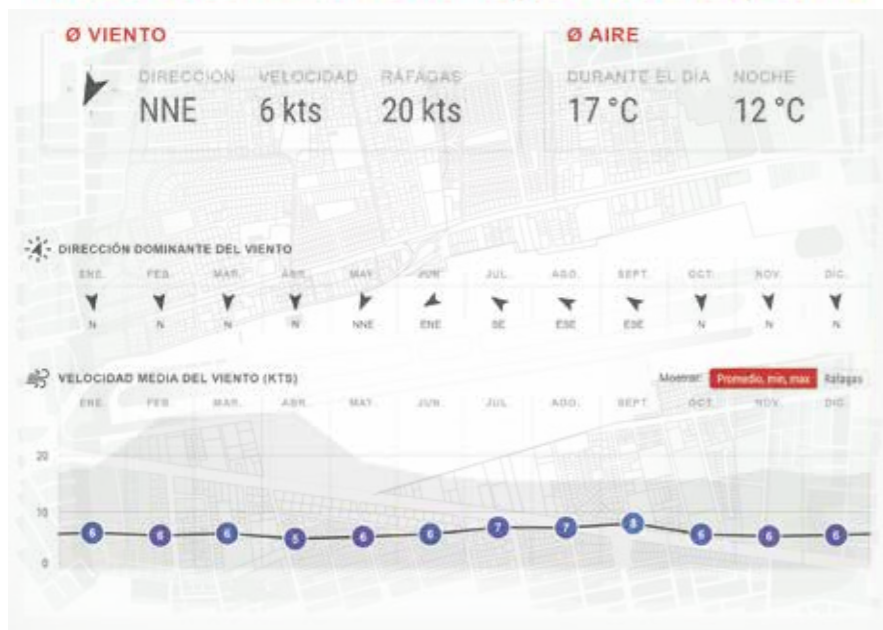 Ø VIENTO
DIRECCIÓN VELOCIDAD RÁFAGAS
NNE 6 kts 20 kts
Ø AIRE
DURANTE EL DÍA NOCHE
17 °C 12 °C
DIRECCIÓN DOMINANTE DEL VIENTO
ENE. FEB. MAR. ABR. MAY. JUN. JUL. AGO. SEPT. OCT. NOV. DIC.
N N N N NNE ENE SE ESE ESE N N N
VELOCIDAD MEDIA DEL VIENTO (KTS)
Mostrar: Promedio, min, max Ráfagas
ENE. FEB. MAR. ABR. MAY. JUN. JUL. AGO. SEPT. OCT. NOV. DIC.
20
10
6 6 6 5 6 6 7 7 8 6 6 6
0